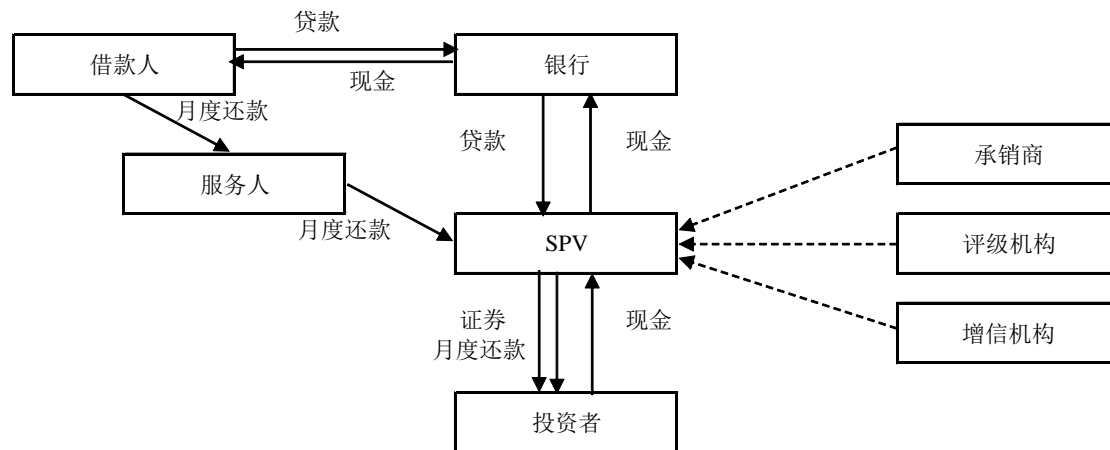 贷款
借款人
银行
现金
月度还款
贷款
现金
承销商
服务人
月度还款
SPV
评级机构
证券
月度还款
现金
增信机构
投资者